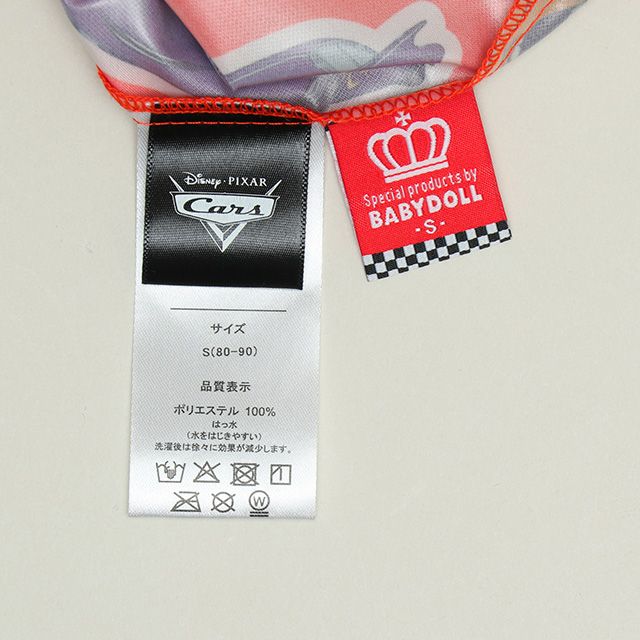 Disney · PIXAR
Cars
サイズ
S(80-90)
品質表示
ポリエステル 100%
はっ水
(水をはじきやすい)
洗濯後は徐々に効果が減少します。
W
Special products by
BABYDOLL
-S-